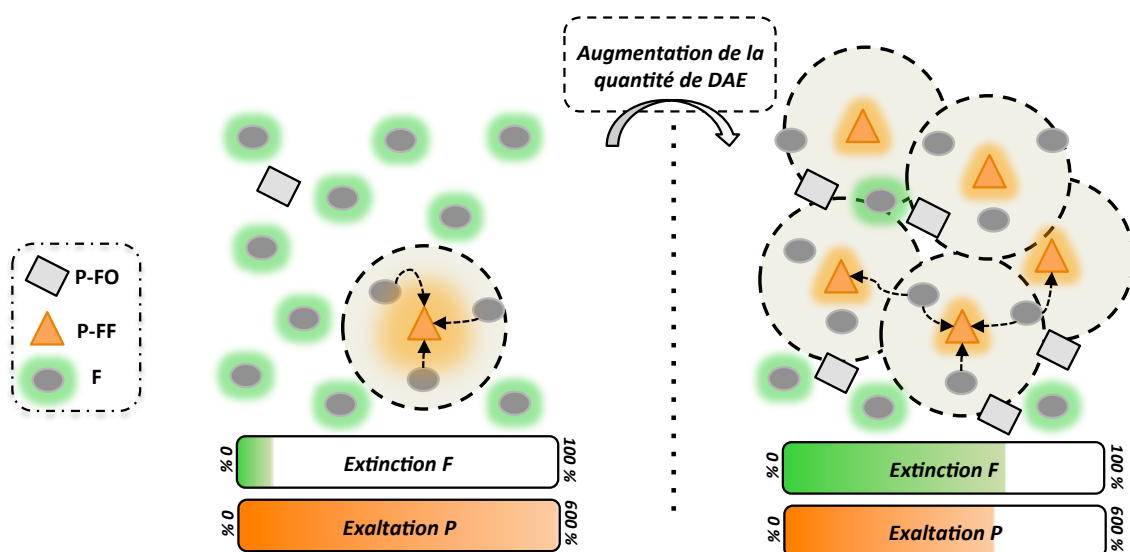 Augmentation de la
quantité de DAE
P-FO
P-FF
F
0 %
Extinction F
100 %
0 %
Exaltation P
600 %
0 %
Extinction F
100 %
0 %
Exaltation P
600 %